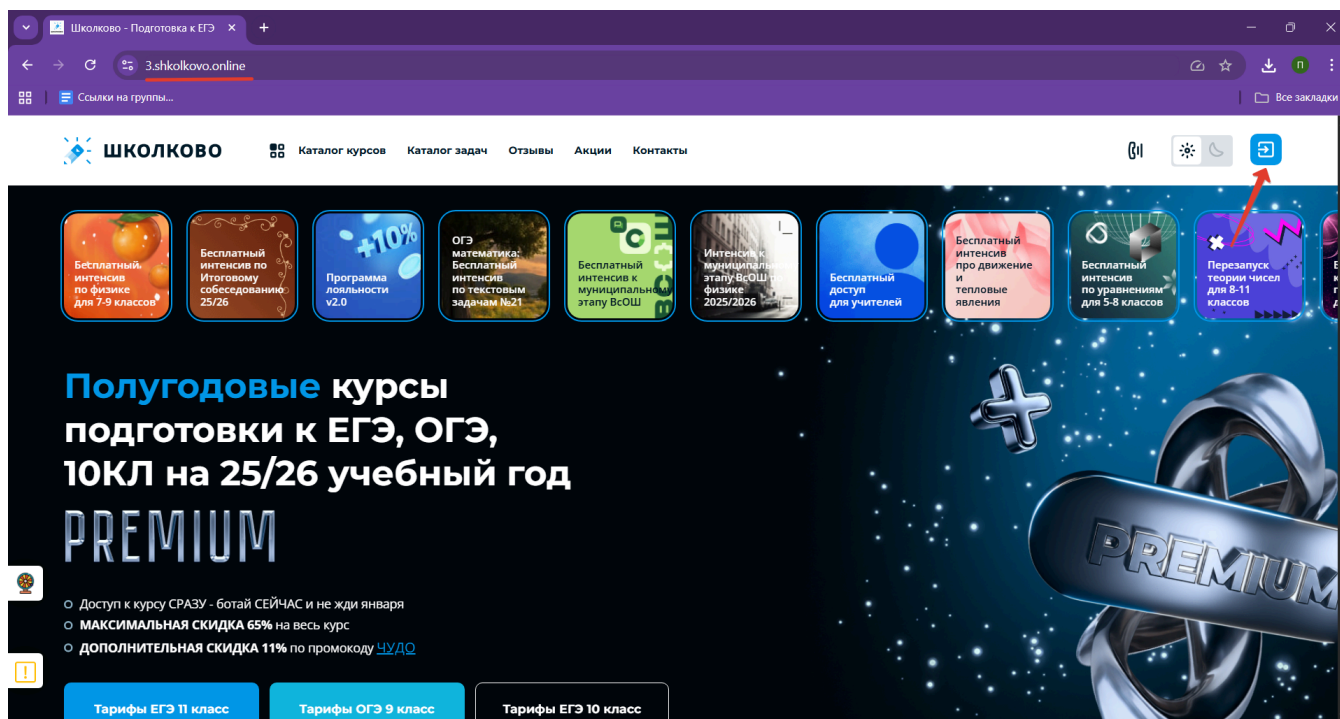 Школково - Подготовка к ЕГЭ
3.shkolkovo.online
П
Ссылки на группы...
Все закладки
ШКОЛКОВО
Каталог курсов
Каталог задач
Отзывы
Акции
Контакты
Бесплатный
интенсив
по физике
для 7-9 классов
Бесплатный
интенсив по
Итоговому
собеседованию
25/26
+10%
Программа
лояльности
v2.0
ОГЭ
математика:
Бесплатный
интенсив
по текстовым
задачам №21
Бесплатный
интенсив к
муниципальному
этапу ВсОШ
Интенсив к
муниципальному
этапу ВсОШ по
физике
2025/2026
Бесплатный
доступ
для учителей
Бесплатный
интенсив
про движение
и
тепловые
явления
Бесплатный
интенсив
по уравнениям
для 5-8 классов
Перезапуск
теории чисел
для 8-11
классов
Полугодовые курсы
подготовки к ЕГЭ, ОГЭ,
10КЛ на 25/26 учебный год
PREMIUM
PREMIUM
Доступ к курсу СРАЗУ - ботай СЕЙЧАС и не жди января
МАКСИМАЛЬНАЯ СКИДКА 65% на весь курс
ДОПОЛНИТЕЛЬНАЯ СКИДКА 11% по промокоду ЧУДО
Тарифы ЕГЭ 11 класс
Тарифы ОГЭ 9 класс
Тарифы ЕГЭ 10 класс